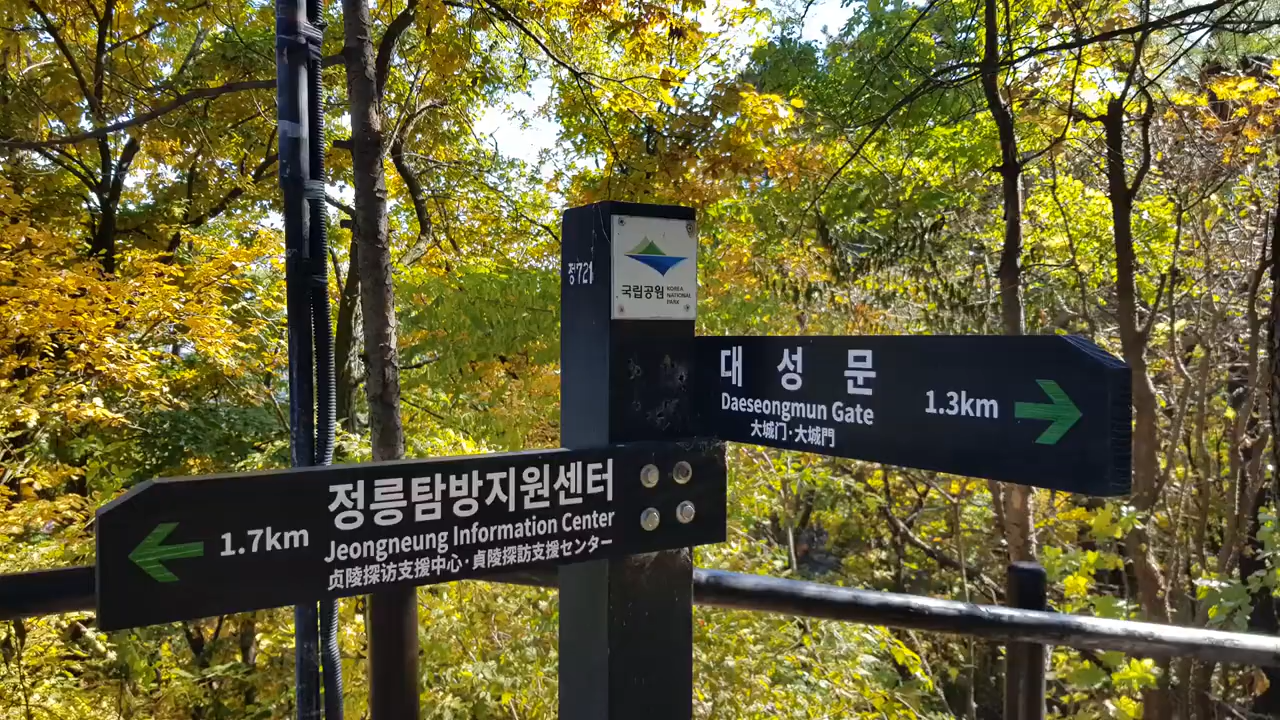 정721
국립공원
KOREA
NATIONAL
PARK
대성문
Daeseongmun Gate
大城门·大城門
1.3km
1.7km
정릉탐방지원센터
Jeongneung Information Center
贞陵探访支援中心·貞陵探訪支援センター